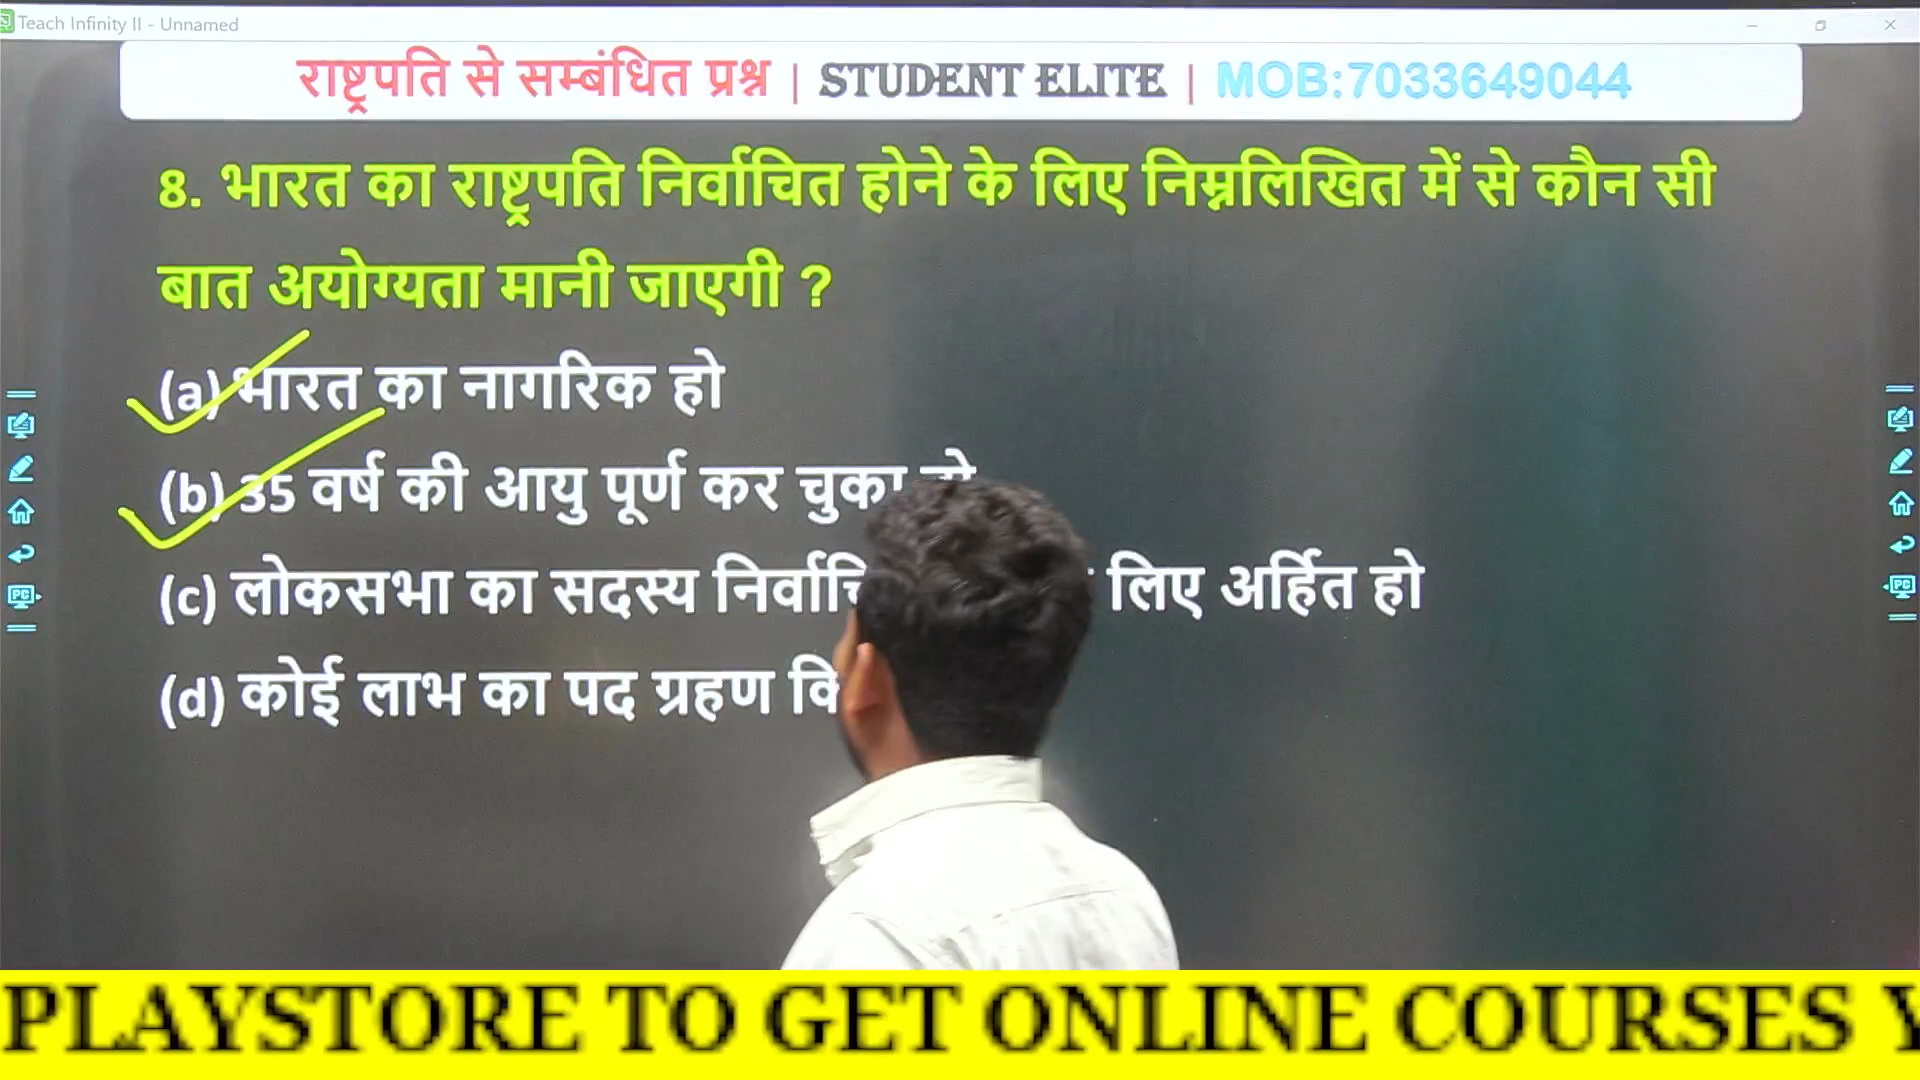 Teach Infinity II - Unnamed
राष्ट्रपति से सम्बंधित प्रश्न | STUDENT ELITE | MOB:7033649044
8. भारत का राष्ट्रपति निर्वाचित होने के लिए निम्नलिखित में से कौन सी
बात अयोग्यता मानी जाएगी ?
(a) भारत का नागरिक हो
(b) 35 वर्ष की आयु पूर्ण कर चुका
(c) लोकसभा का सदस्य लिए अर्हित हो
(d) कोई लाभ का पद ग्रहण
PLAYSTORE TO GET ONLINE COURSES